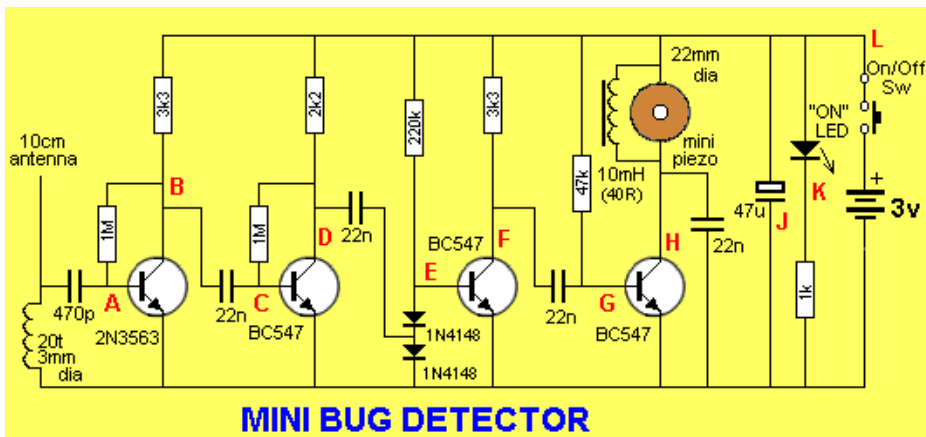 L
22mm
dia
On/Off
Sw
3k3
2k2
220k
3k3
"ON"
LED
10cm
antenna
mini
piezo
B
47k
10mH
(40R)
K
+
3v
1M
1M
D
22n
47u
J
F
BC547
H
22n
E
A
C
G
1k
470p
22n
22n
2N3563
BC547
1N4148
BC547
20t
3mm
dia
1N4148
MINI BUG DETECTOR